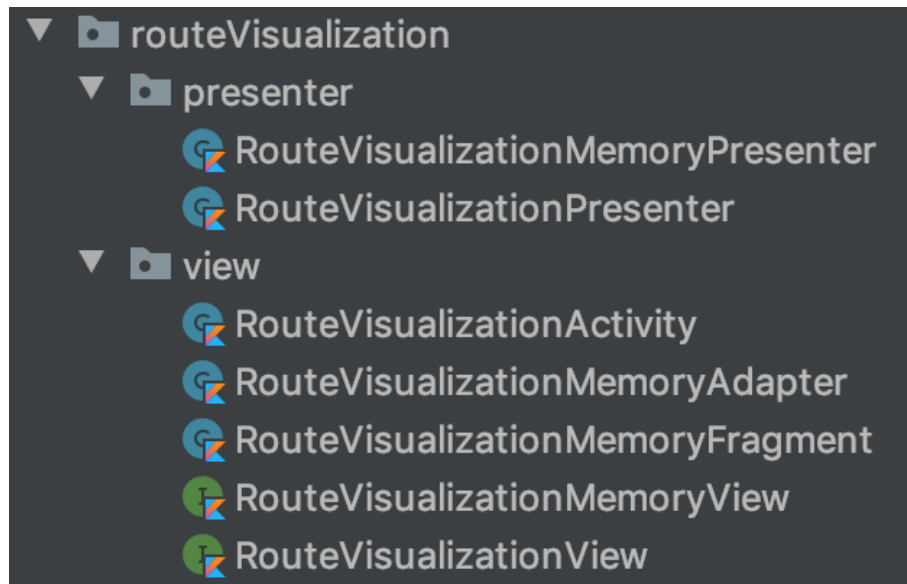 routeVisualization
presenter
RouteVisualizationMemoryPresenter
RouteVisualizationPresenter
view
RouteVisualizationActivity
RouteVisualizationMemoryAdapter
RouteVisualizationMemoryFragment
RouteVisualizationMemoryView
RouteVisualizationView